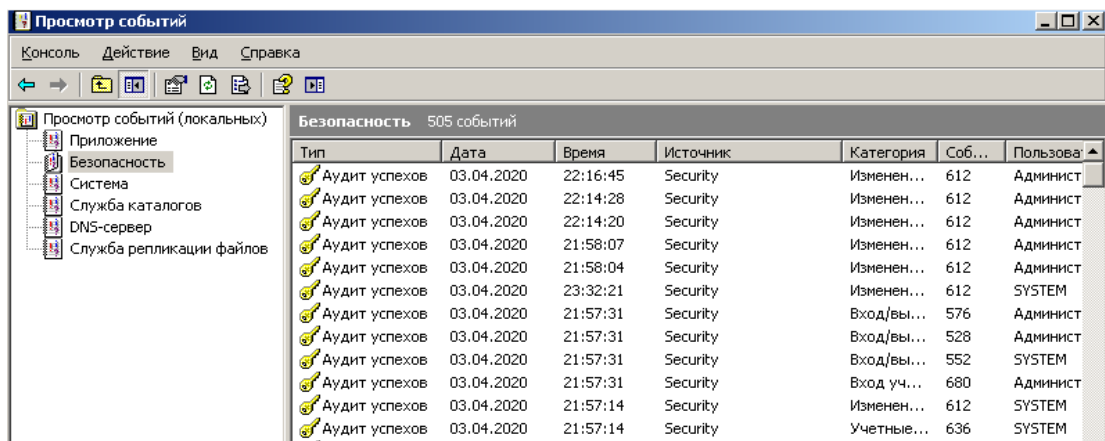 Просмотр событий
Консоль Действие Вид Справка
Просмотр событий (локальных)
Приложение
Безопасность
Система
Служба каталогов
DNS-сервер
Служба репликации файлов
Безопасность 505 событий
Тип Дата Время Источник Категория Соб... Пользоват
Аудит успехов 03.04.2020 22:16:45 Security Изменен... 612 Админист
Аудит успехов 03.04.2020 22:14:28 Security Изменен... 612 Админист
Аудит успехов 03.04.2020 22:14:20 Security Изменен... 612 Админист
Аудит успехов 03.04.2020 21:58:07 Security Изменен... 612 Админист
Аудит успехов 03.04.2020 21:58:04 Security Изменен... 612 Админист
Аудит успехов 03.04.2020 23:32:21 Security Изменен... 612 SYSTEM
Аудит успехов 03.04.2020 21:57:31 Security Вход/вы... 576 Админист
Аудит успехов 03.04.2020 21:57:31 Security Вход/вы... 528 Админист
Аудит успехов 03.04.2020 21:57:31 Security Вход/вы... 552 SYSTEM
Аудит успехов 03.04.2020 21:57:31 Security Вход уч... 680 Админист
Аудит успехов 03.04.2020 21:57:14 Security Изменен... 612 SYSTEM
Аудит успехов 03.04.2020 21:57:14 Security Учетные... 636 SYSTEM